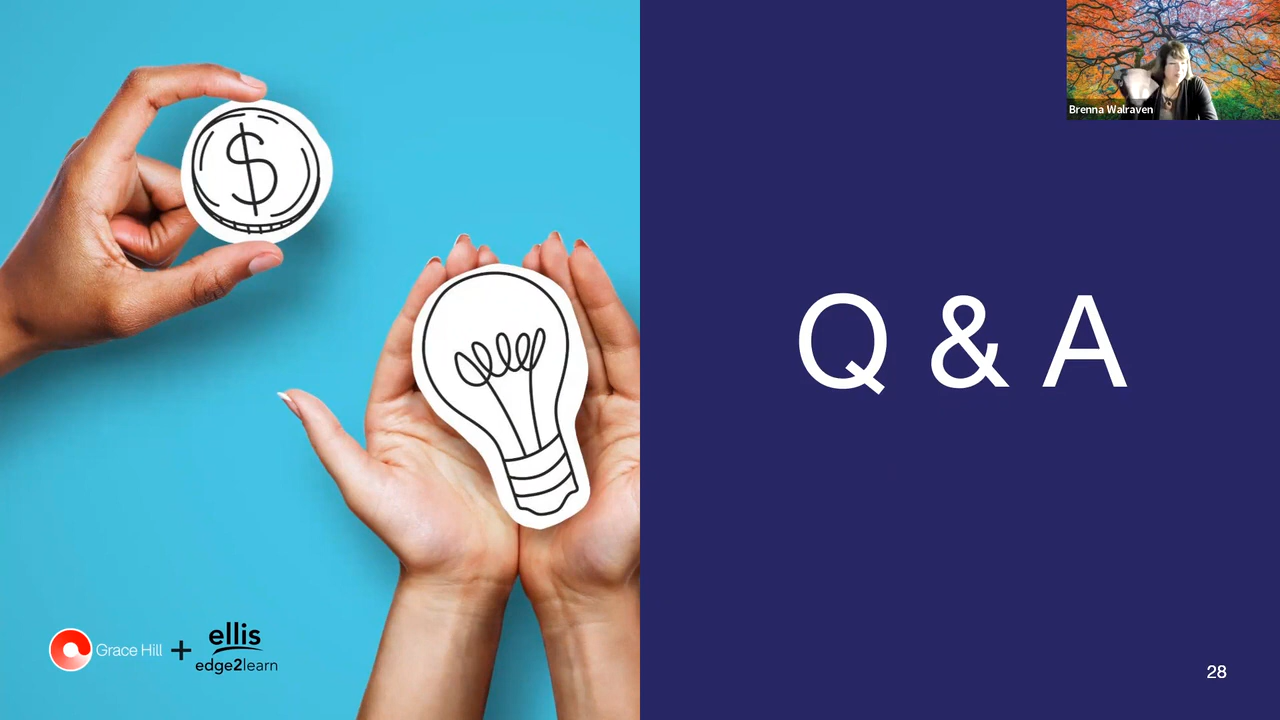 $
Grace Hill
+
ellis
edge2learn
Brenna Walraven
Q & A
28